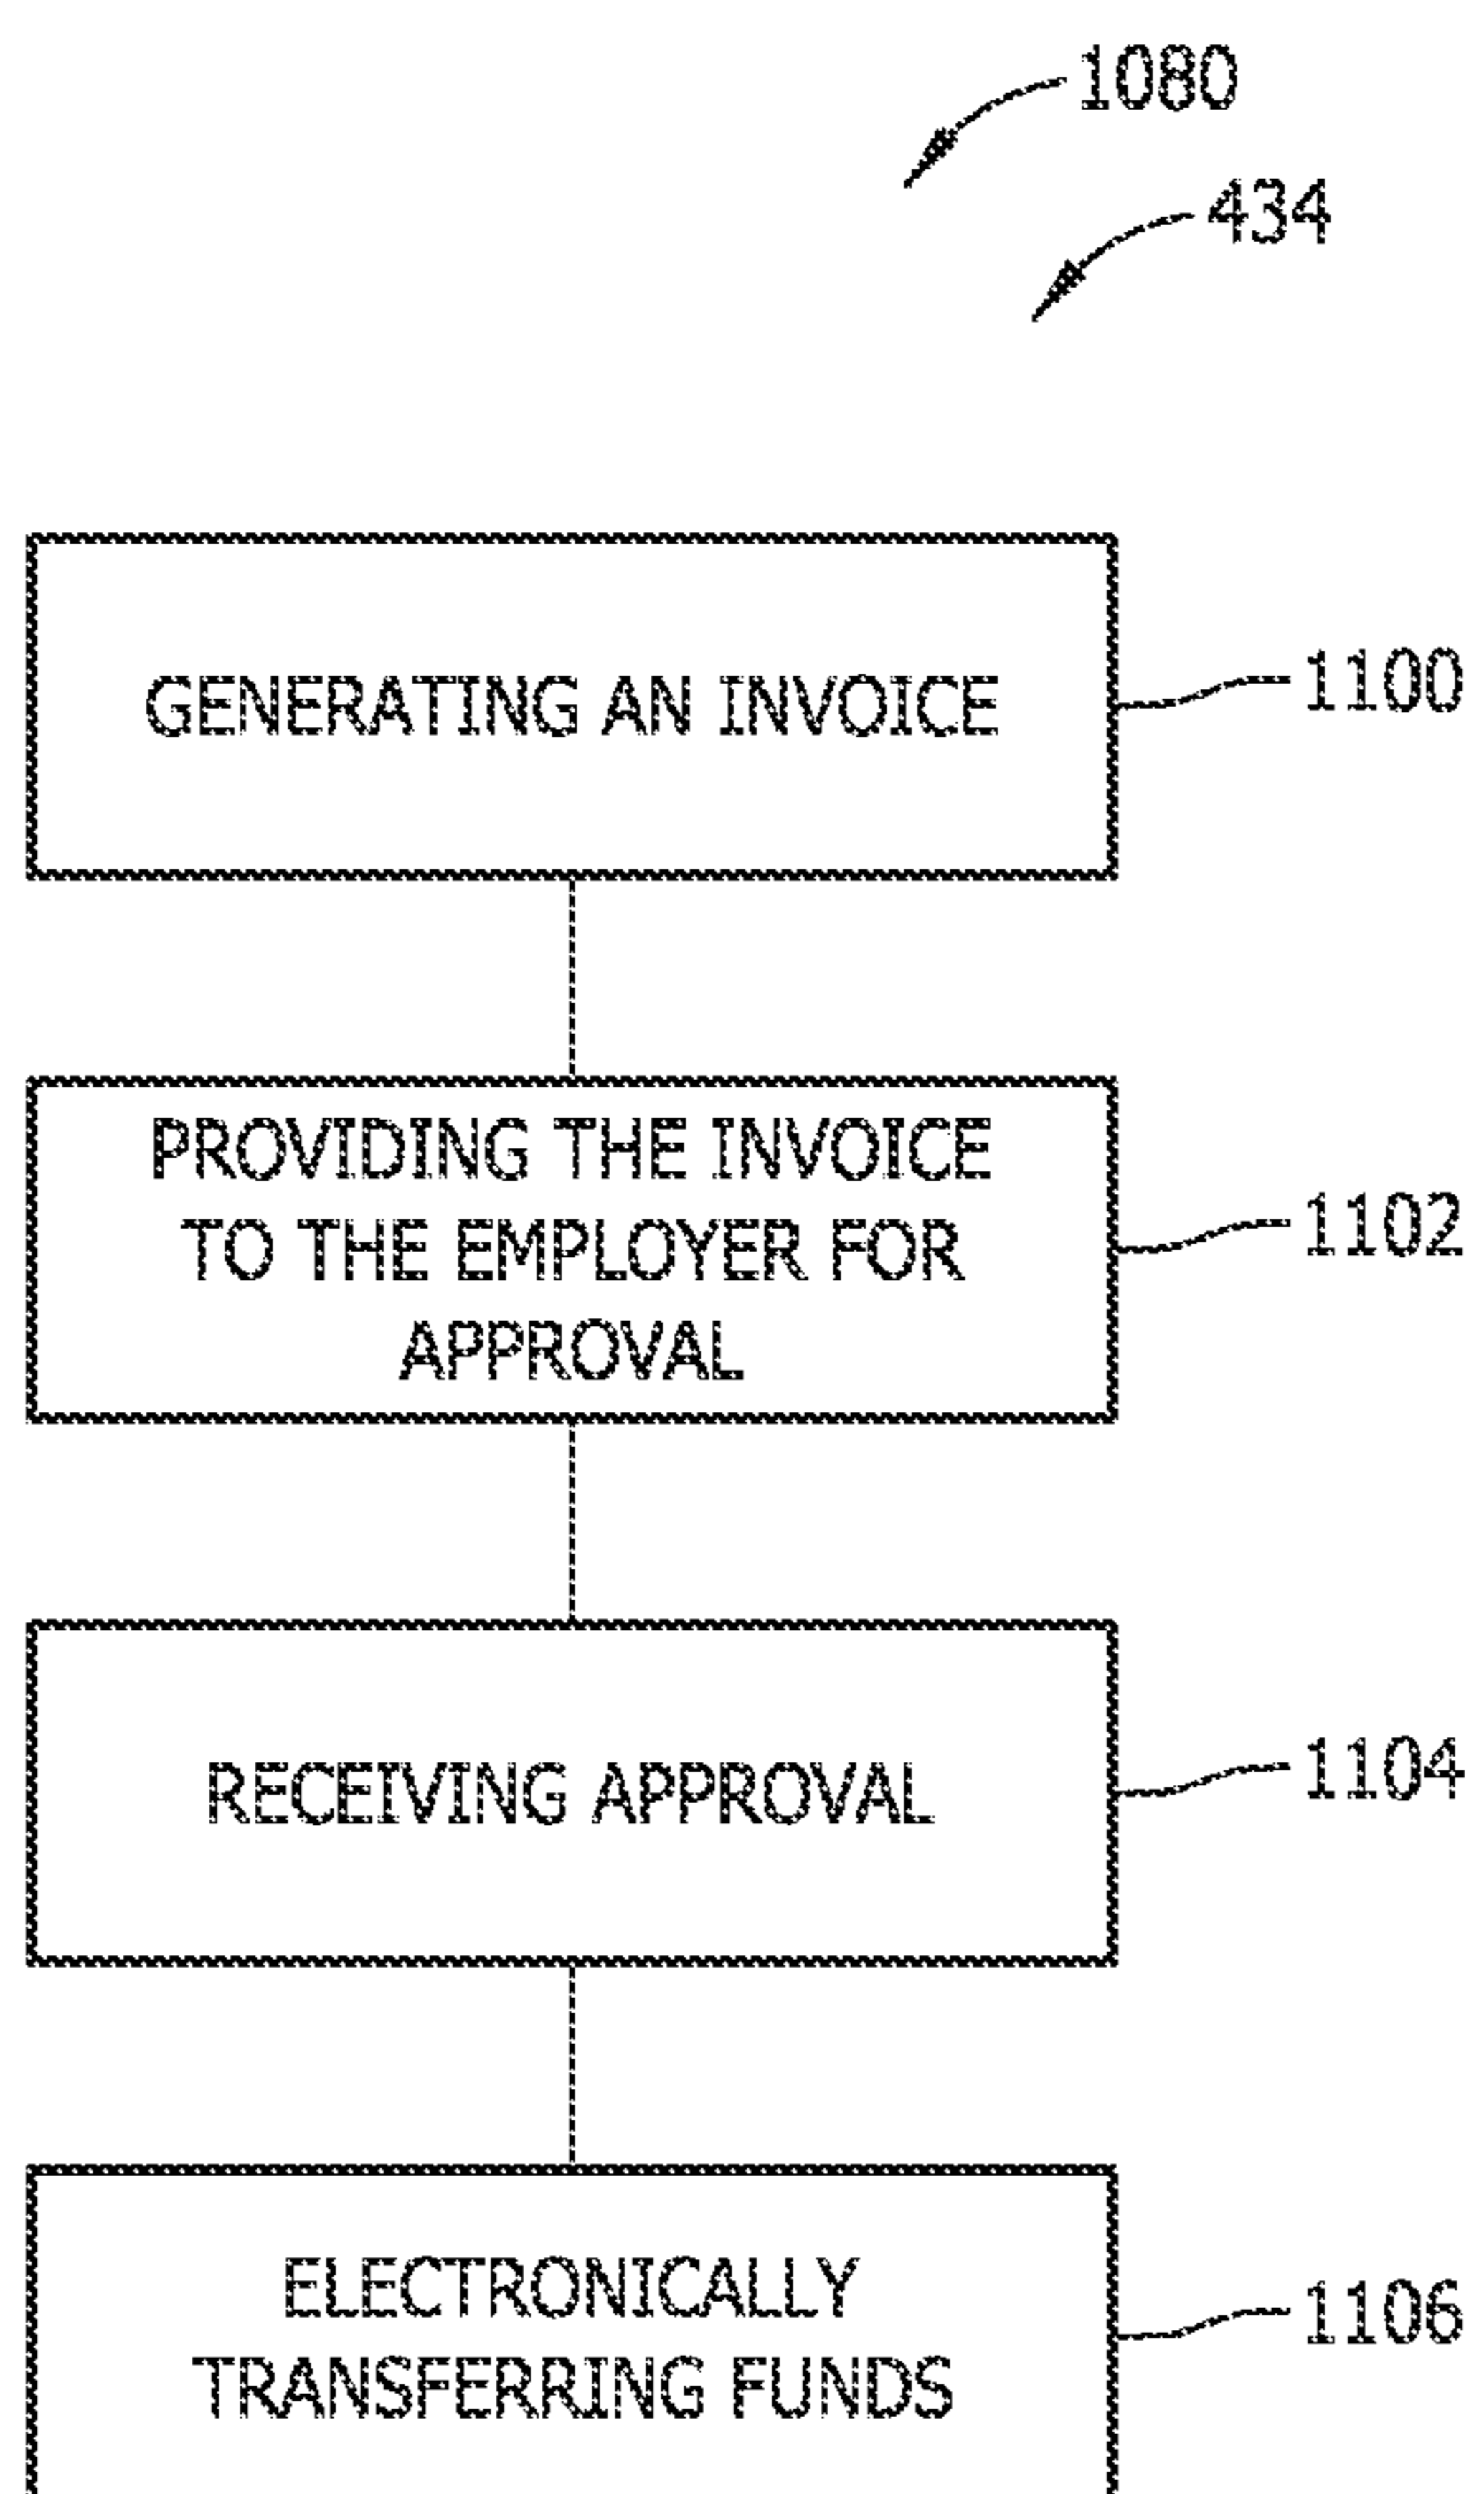 1080
434
GENERATING AN INVOICE
1100
PROVIDING THE INVOICE
TO THE EMPLOYER FOR
APPROVAL
1102
RECEIVING APPROVAL
1104
ELECTRONICALLY
TRANSFERRING FUNDS
1106